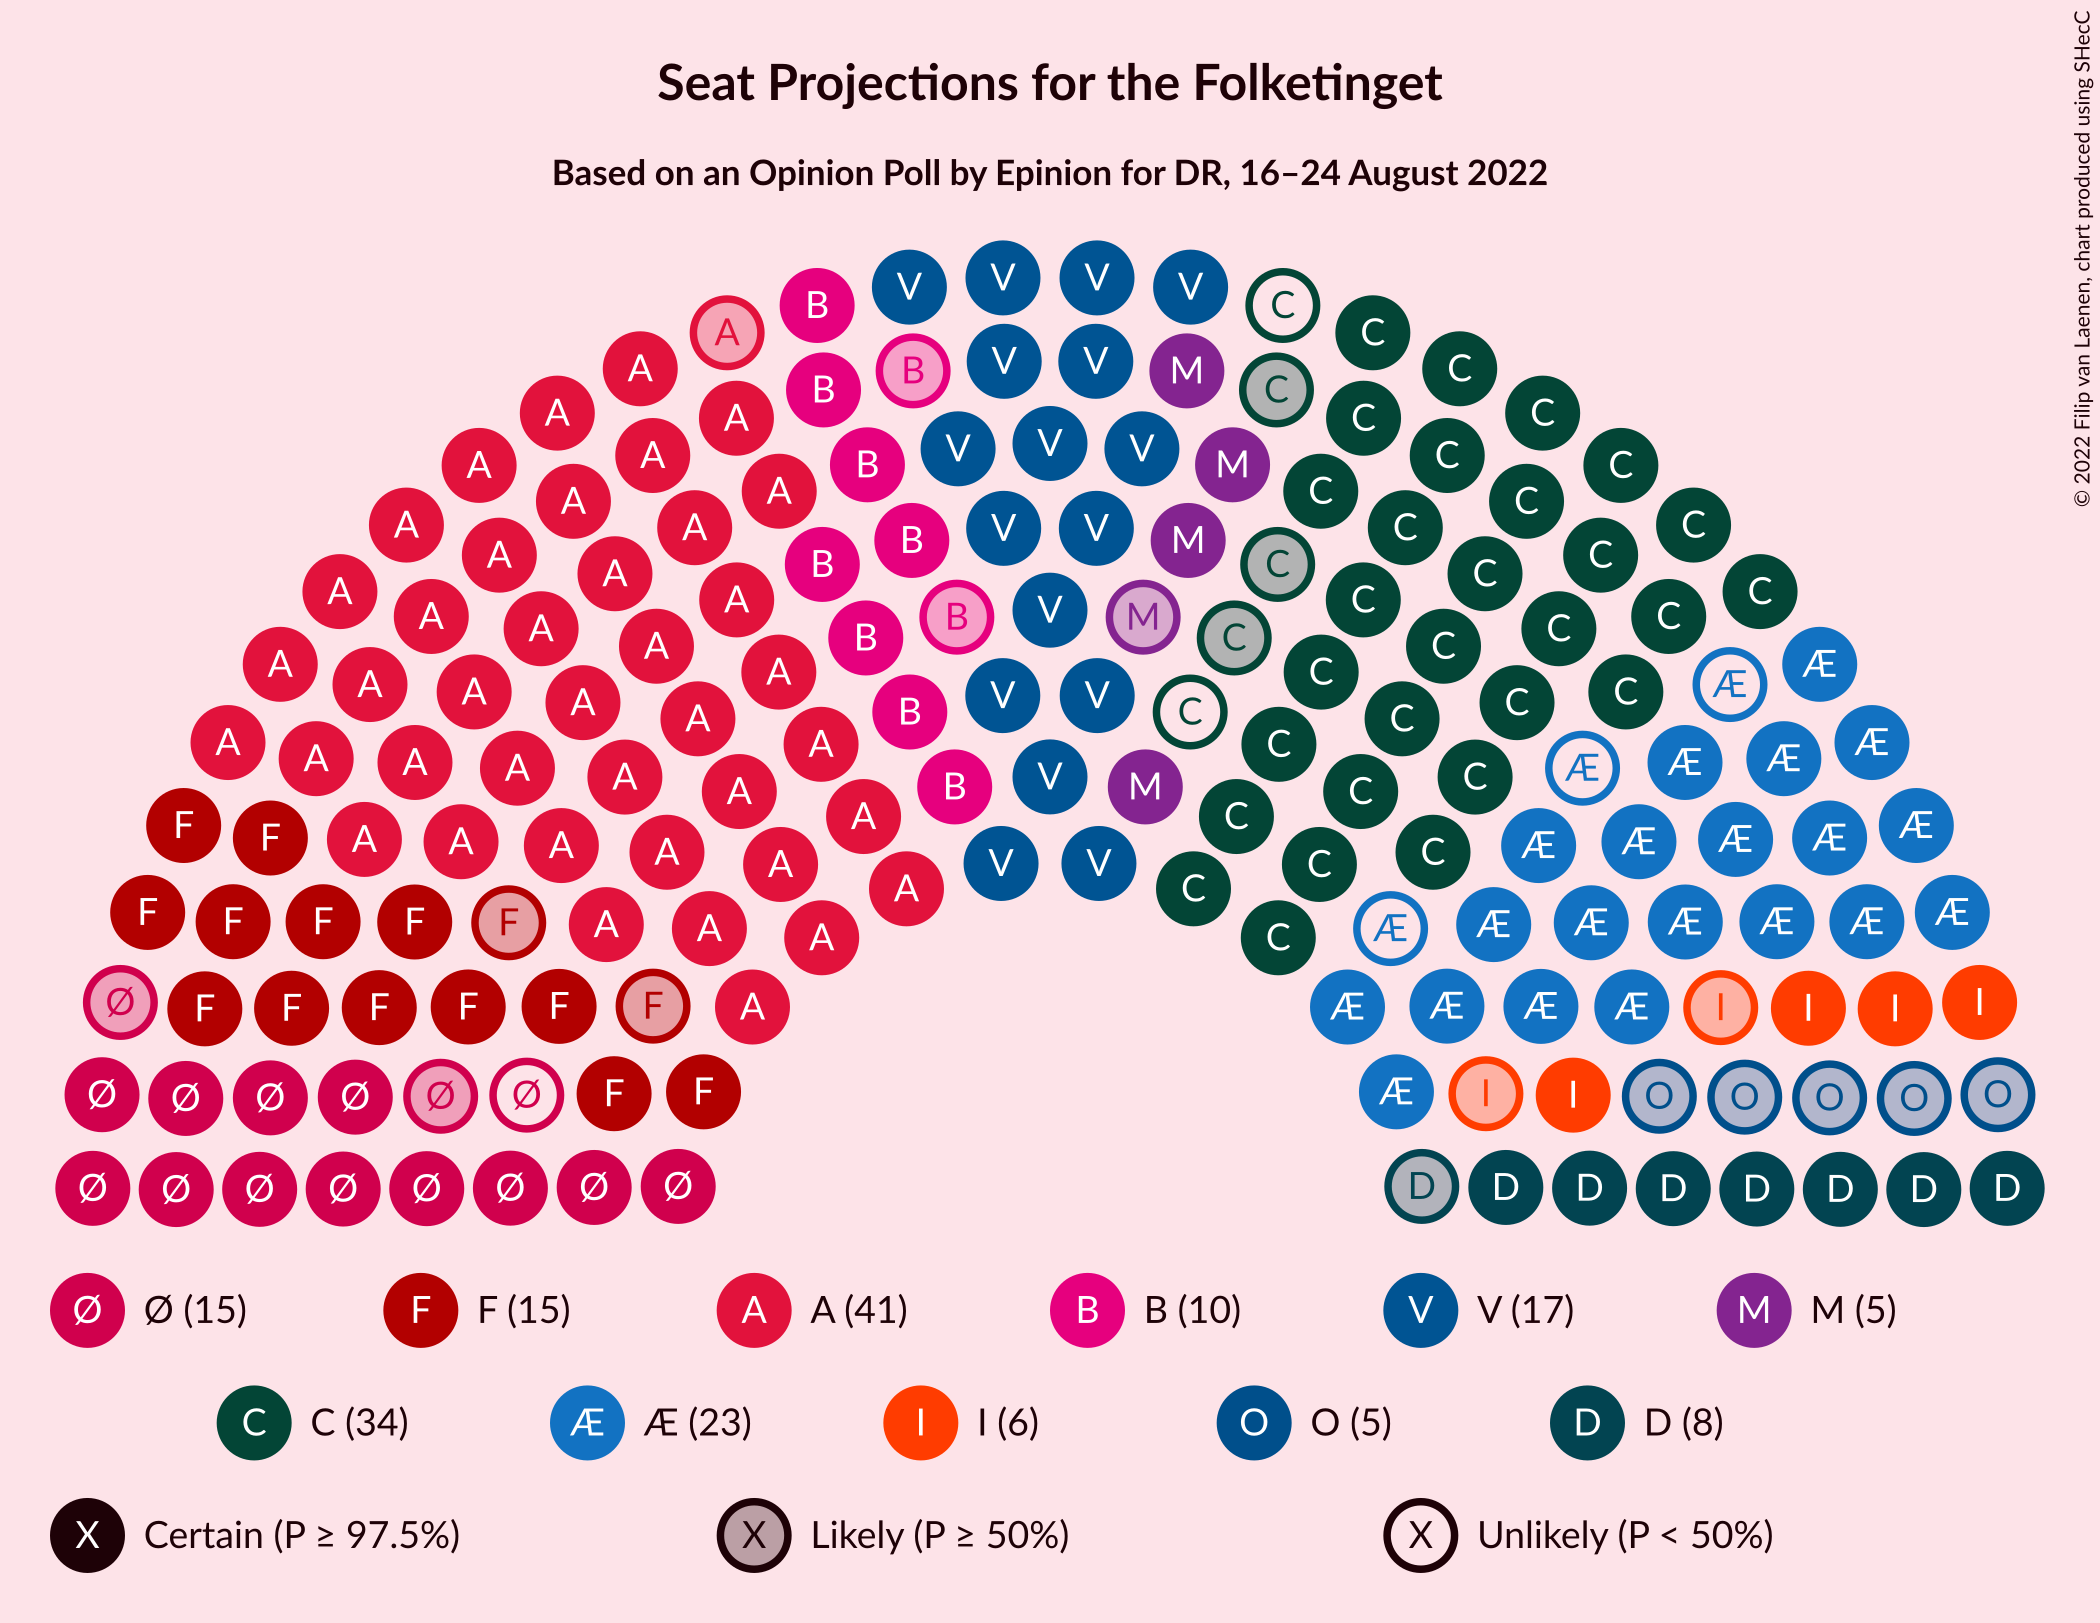 Seat Projections for the Folketinget
Based on an Opinion Poll by Epinion for DR, 16–24 August 2022
© 2022 Filip van Laenen, chart produced using SHecC
V V V V
B C
A C
A V V C
B M
A B C C
A C
A V V V C
A B M C
A A C C
A C
A A V V C C
A B M C
A A B C C
A A C C
A B V M C
A A C C
A B C Æ
A A C Æ
A A V V C C
A B C Æ
A A C C
A A C Æ
A A V C Æ
A B M Æ
A A C C
F A C Æ
F A A A A C C Æ Æ Æ Æ
A V V C
A C
F A C Æ
F F F F A A A C Æ Æ Æ Æ Æ Æ
Ø F F F F F F A Æ Æ Æ Æ I I I I
Ø Ø Ø Ø Ø Ø F F Æ I I O O O O O
Ø Ø Ø Ø Ø Ø Ø Ø D D D D D D D D
Ø Ø (15) F F (15) A A (41) B B (10) V V (17) M M (5)
C C (34) Æ Æ (23) I I (6) O O (5) D D (8)
X Certain (P ≥ 97.5%) X Likely (P ≥ 50%) X Unlikely (P < 50%)